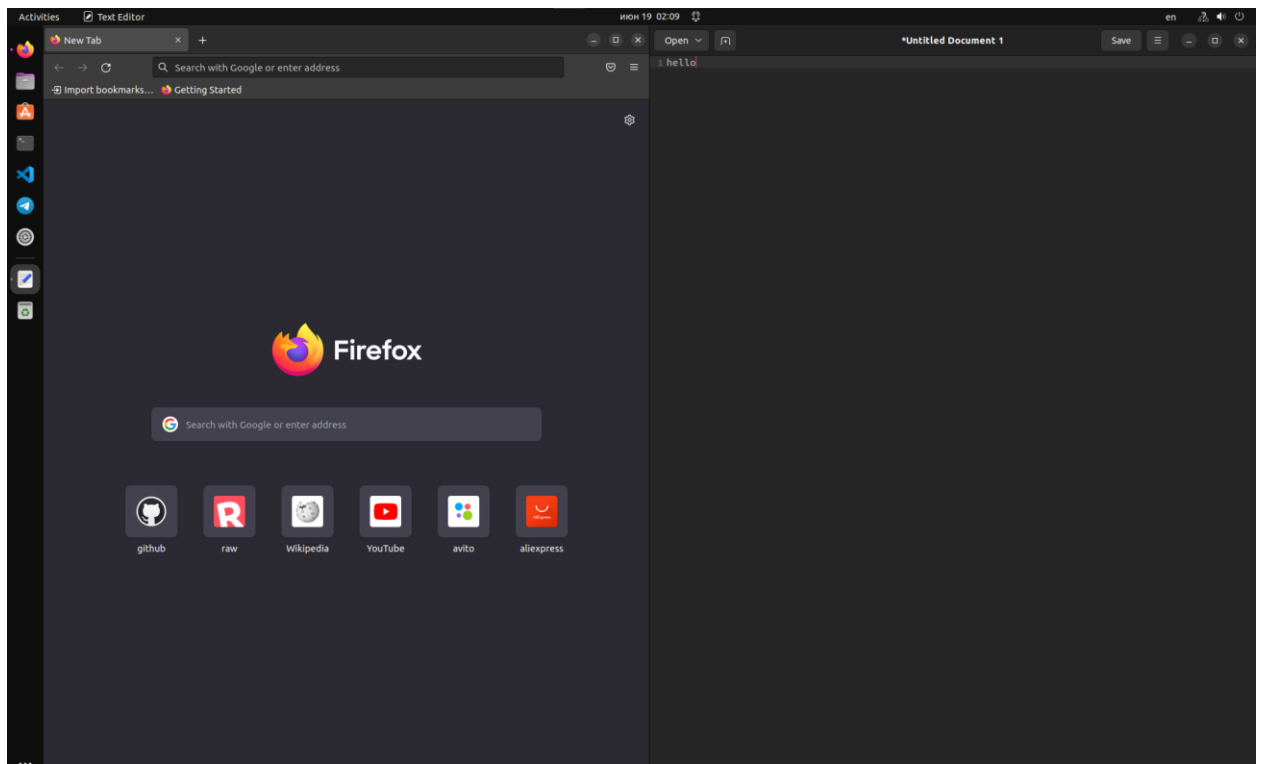 Activities Text Editor июн 19 02:09 en
New Tab
Search with Google or enter address
Import bookmarks... Getting Started
Firefox
Search with Google or enter address
github raw Wikipedia YouTube avito aliexpress
AliExpress
Open *Untitled Document 1 Save
1 hello